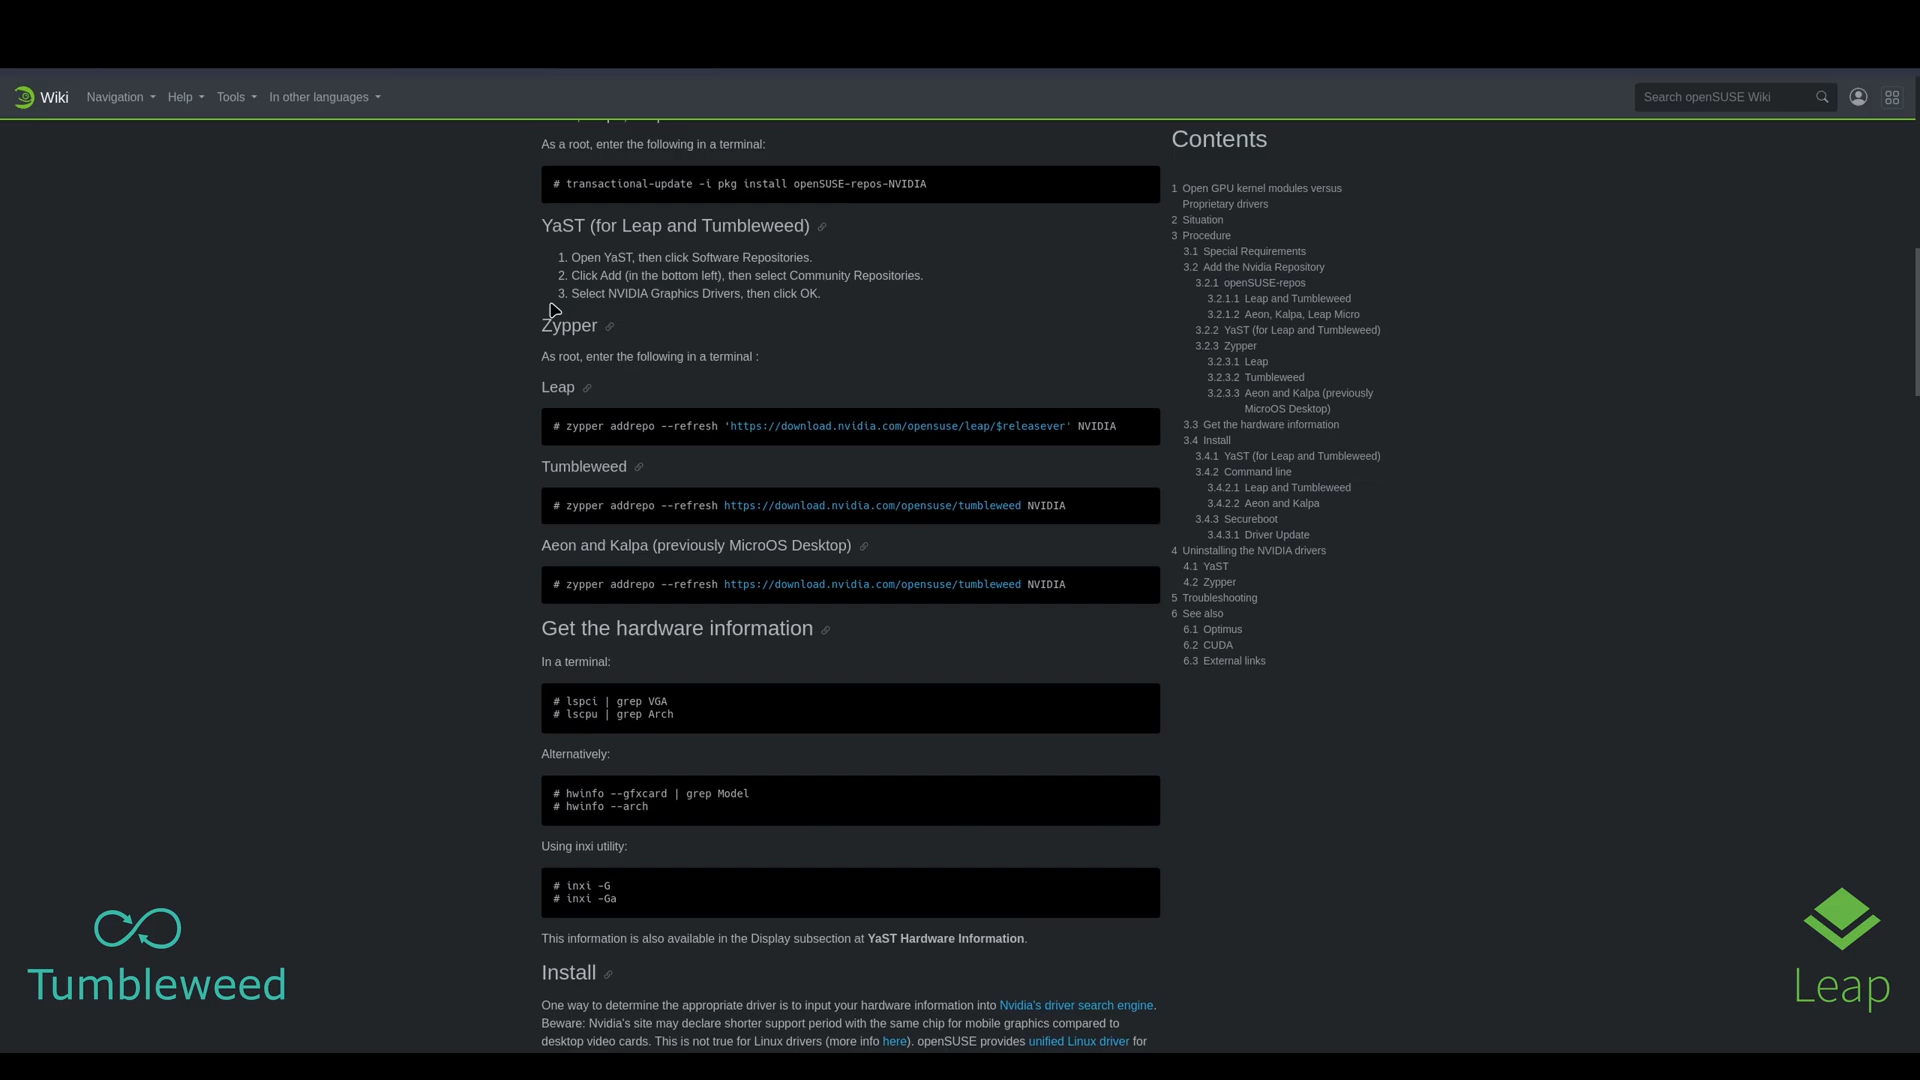 Wiki Navigation Help Tools In other languages Search openSUSE Wiki
As a root, enter the following in a terminal:
# transactional-update -i pkg install openSUSE-repos-NVIDIA
YaST (for Leap and Tumbleweed)
1. Open YaST, then click Software Repositories.
2. Click Add (in the bottom left), then select Community Repositories.
3. Select NVIDIA Graphics Drivers, then click OK.
Zypper
As root, enter the following in a terminal :
Leap
# zypper addrepo --refresh 'https://download.nvidia.com/opensuse/leap/$releasever' NVIDIA
Tumbleweed
# zypper addrepo --refresh https://download.nvidia.com/opensuse/tumbleweed NVIDIA
Aeon and Kalpa (previously MicroOS Desktop)
# zypper addrepo --refresh https://download.nvidia.com/opensuse/tumbleweed NVIDIA
Get the hardware information
In a terminal:
# lspci | grep VGA
# lscpu | grep Arch
Alternatively:
# hwinfo --gfxcard | grep Model
# hwinfo --arch
Using inxi utility:
# inxi -G
# inxi -Ga
This information is also available in the Display subsection at YaST Hardware Information.
Install
One way to determine the appropriate driver is to input your hardware information into Nvidia's driver search engine.
Beware: Nvidia's site may declare shorter support period with the same chip for mobile graphics compared to
desktop video cards. This is not true for Linux drivers (more info here). openSUSE provides unified Linux driver for
Contents
1 Open GPU kernel modules versus
Proprietary drivers
2 Situation
3 Procedure
3.1 Special Requirements
3.2 Add the Nvidia Repository
3.2.1 openSUSE-repos
3.2.1.1 Leap and Tumbleweed
3.2.1.2 Aeon, Kalpa, Leap Micro
3.2.2 YaST (for Leap and Tumbleweed)
3.2.3 Zypper
3.2.3.1 Leap
3.2.3.2 Tumbleweed
3.2.3.3 Aeon and Kalpa (previously
MicroOS Desktop)
3.3 Get the hardware information
3.4 Install
3.4.1 YaST (for Leap and Tumbleweed)
3.4.2 Command line
3.4.2.1 Leap and Tumbleweed
3.4.2.2 Aeon and Kalpa
3.4.3 Secureboot
3.4.3.1 Driver Update
4 Uninstalling the NVIDIA drivers
4.1 YaST
4.2 Zypper
5 Troubleshooting
6 See also
6.1 Optimus
6.2 CUDA
6.3 External links
Tumbleweed
Leap